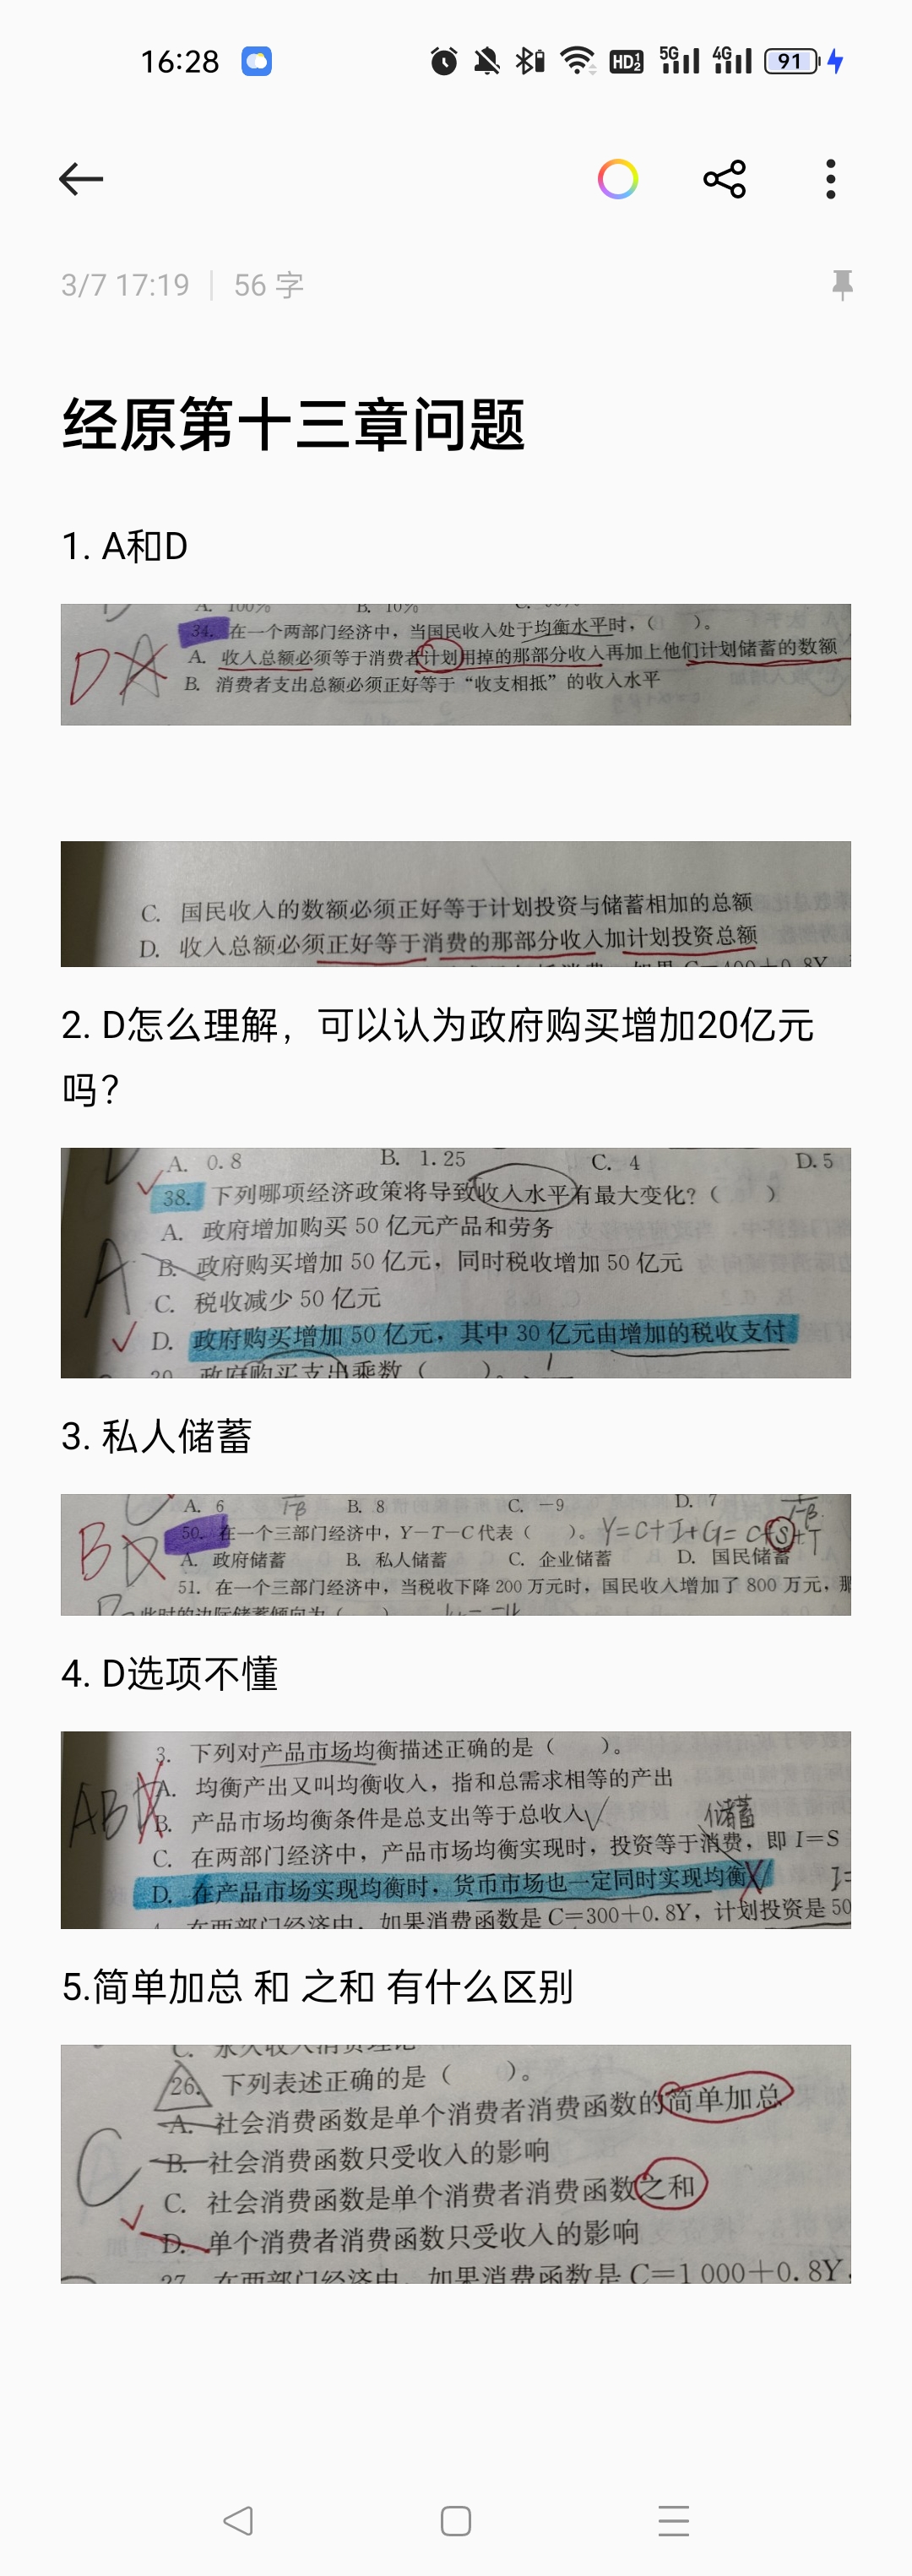 16:28
HD 1 2 5G 4G 91
3/7 17:19 | 56 字
经原第十三章问题
1. A和D
A. 100% B. 10%
34. 在一个两部门经济中，当国民收入处于均衡水平时，（ ）。
A. 收入总额必须等于消费者计划用掉的那部分收入再加上他们计划储蓄的数额
B. 消费者支出总额必须正好等于“收支相抵”的收入水平
D A
C. 国民收入的数额必须正好等于计划投资与储蓄相加的总额
D. 收入总额必须正好等于消费的那部分收入加计划投资总额
2. D怎么理解，可以认为政府购买增加20亿元
吗？
A. 0.8 B. 1.25 C. 4 D. 5
38. 下列哪项经济政策将导致收入水平有最大变化?（ ）
A. 政府增加购买 50 亿元产品和劳务
B. 政府购买增加 50 亿元，同时税收增加 50 亿元
C. 税收减少 50 亿元
D. 政府购买增加 50 亿元，其中 30 亿元由增加的税收支付
A
政府购买支出乘数（ ）。
3. 私人储蓄
A. 6 B. 8 C. －9 D. 7
50. 在一个三部门经济中，Y－T－C代表（ ）。 Y=C+I+G=C+S+T
A. 政府储蓄 B. 私人储蓄 C. 企业储蓄 D. 国民储蓄
B D
51. 在一个三部门经济中，当税收下降 200 万元时，国民收入增加了 800 万元，
此时的边际储蓄倾向为（ ）
4. D选项不懂
3. 下列对产品市场均衡描述正确的是（ ）。
A. 均衡产出又叫均衡收入，指和总需求相等的产出
B. 产品市场均衡条件是总支出等于总收入
储蓄
C. 在两部门经济中，产品市场均衡实现时，投资等于消费，即 I＝S
D. 在产品市场实现均衡时，货币市场也一定同时实现均衡
AB
在两部门经济中，如果消费函数是 C＝300＋0.8Y，计划投资是 50
5.简单加总 和 之和 有什么区别
26. 下列表述正确的是（ ）。
A. 社会消费函数是单个消费者消费函数的简单加总
B. 社会消费函数只受收入的影响
C. 社会消费函数是单个消费者消费函数之和
D. 单个消费者消费函数只受收入的影响
C
27. 在两部门经济中，如果消费函数是 C＝1 000＋0.8Y